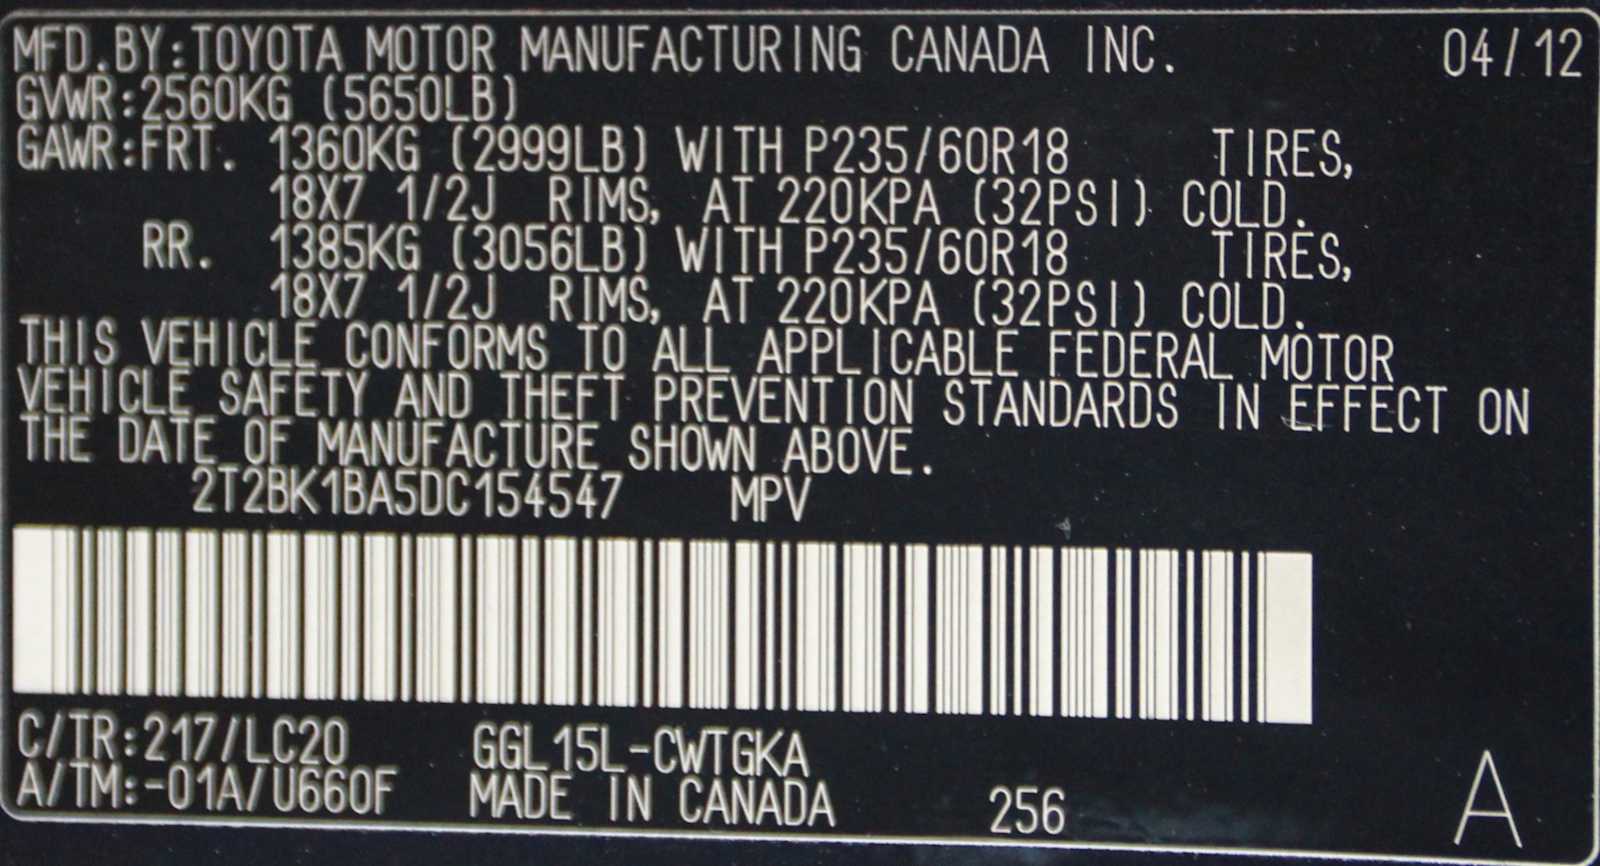 MFD.BY:TOYOTA MOTOR MANUFACTURING CANADA INC. 04/12
GVWR:2560KG (5650LB)
GAWR:FRT. 1360KG (2999LB) WITH P235/60R18 TIRES,
18X7 1/2J RIMS, AT 220KPA (32PSI) COLD.
RR. 1385KG (3056LB) WITH P235/60R18 TIRES,
18X7 1/2J RIMS, AT 220KPA (32PSI) COLD.
THIS VEHICLE CONFORMS TO ALL APPLICABLE FEDERAL MOTOR
VEHICLE SAFETY AND THEFT PREVENTION STANDARDS IN EFFECT ON
THE DATE OF MANUFACTURE SHOWN ABOVE.
2T2BK1BA5DC154547 MPV
C/TR:217/LC20 GGL15L-CWTGKA
A/TM:-01A/U660F MADE IN CANADA 256 A